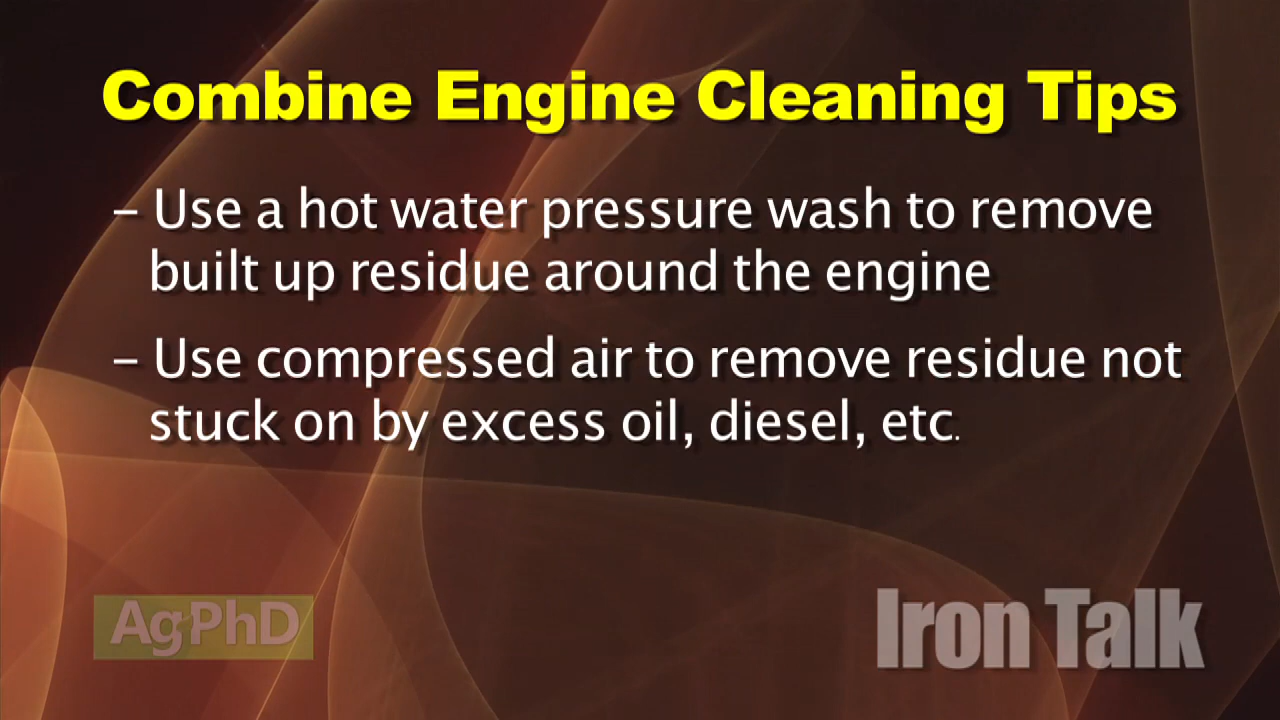 Combine Engine Cleaning Tips
– Use a hot water pressure wash to remove
built up residue around the engine
– Use compressed air to remove residue not
stuck on by excess oil, diesel, etc.
AgPhD
Iron Talk